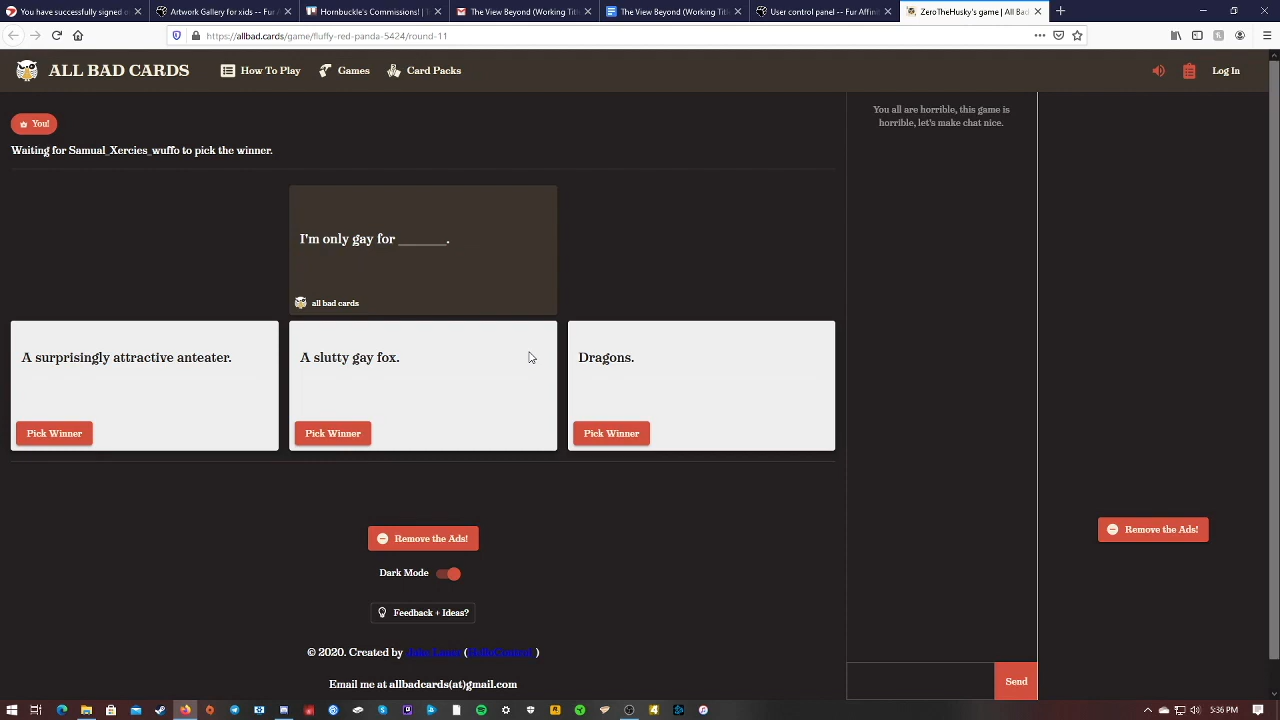 You have successfully signed o
Artwork Gallery for xids -- Fur A
Hornbuckle's Commissions! | T
The View Beyond (Working Title
The View Beyond (Working Title
User control panel -- Fur Affinit
ZeroTheHusky's game | All Bad
https://allbad.cards/game/fluffy-red-panda-5424/round-11
ALL BAD CARDS
How To Play
Games
Card Packs
Log In
You!
Waiting for Samual_Xercies_wuffo to pick the winner.
You all are horrible, this game is
horrible, let's make chat nice.
I'm only gay for _______.
all bad cards
A surprisingly attractive anteater.
A slutty gay fox.
Dragons.
Pick Winner
Pick Winner
Pick Winner
Remove the Ads!
Remove the Ads!
Dark Mode
Feedback + Ideas?
© 2020. Created by ( )
Email me at allbadcards(at)gmail.com
Send
5:36 PM